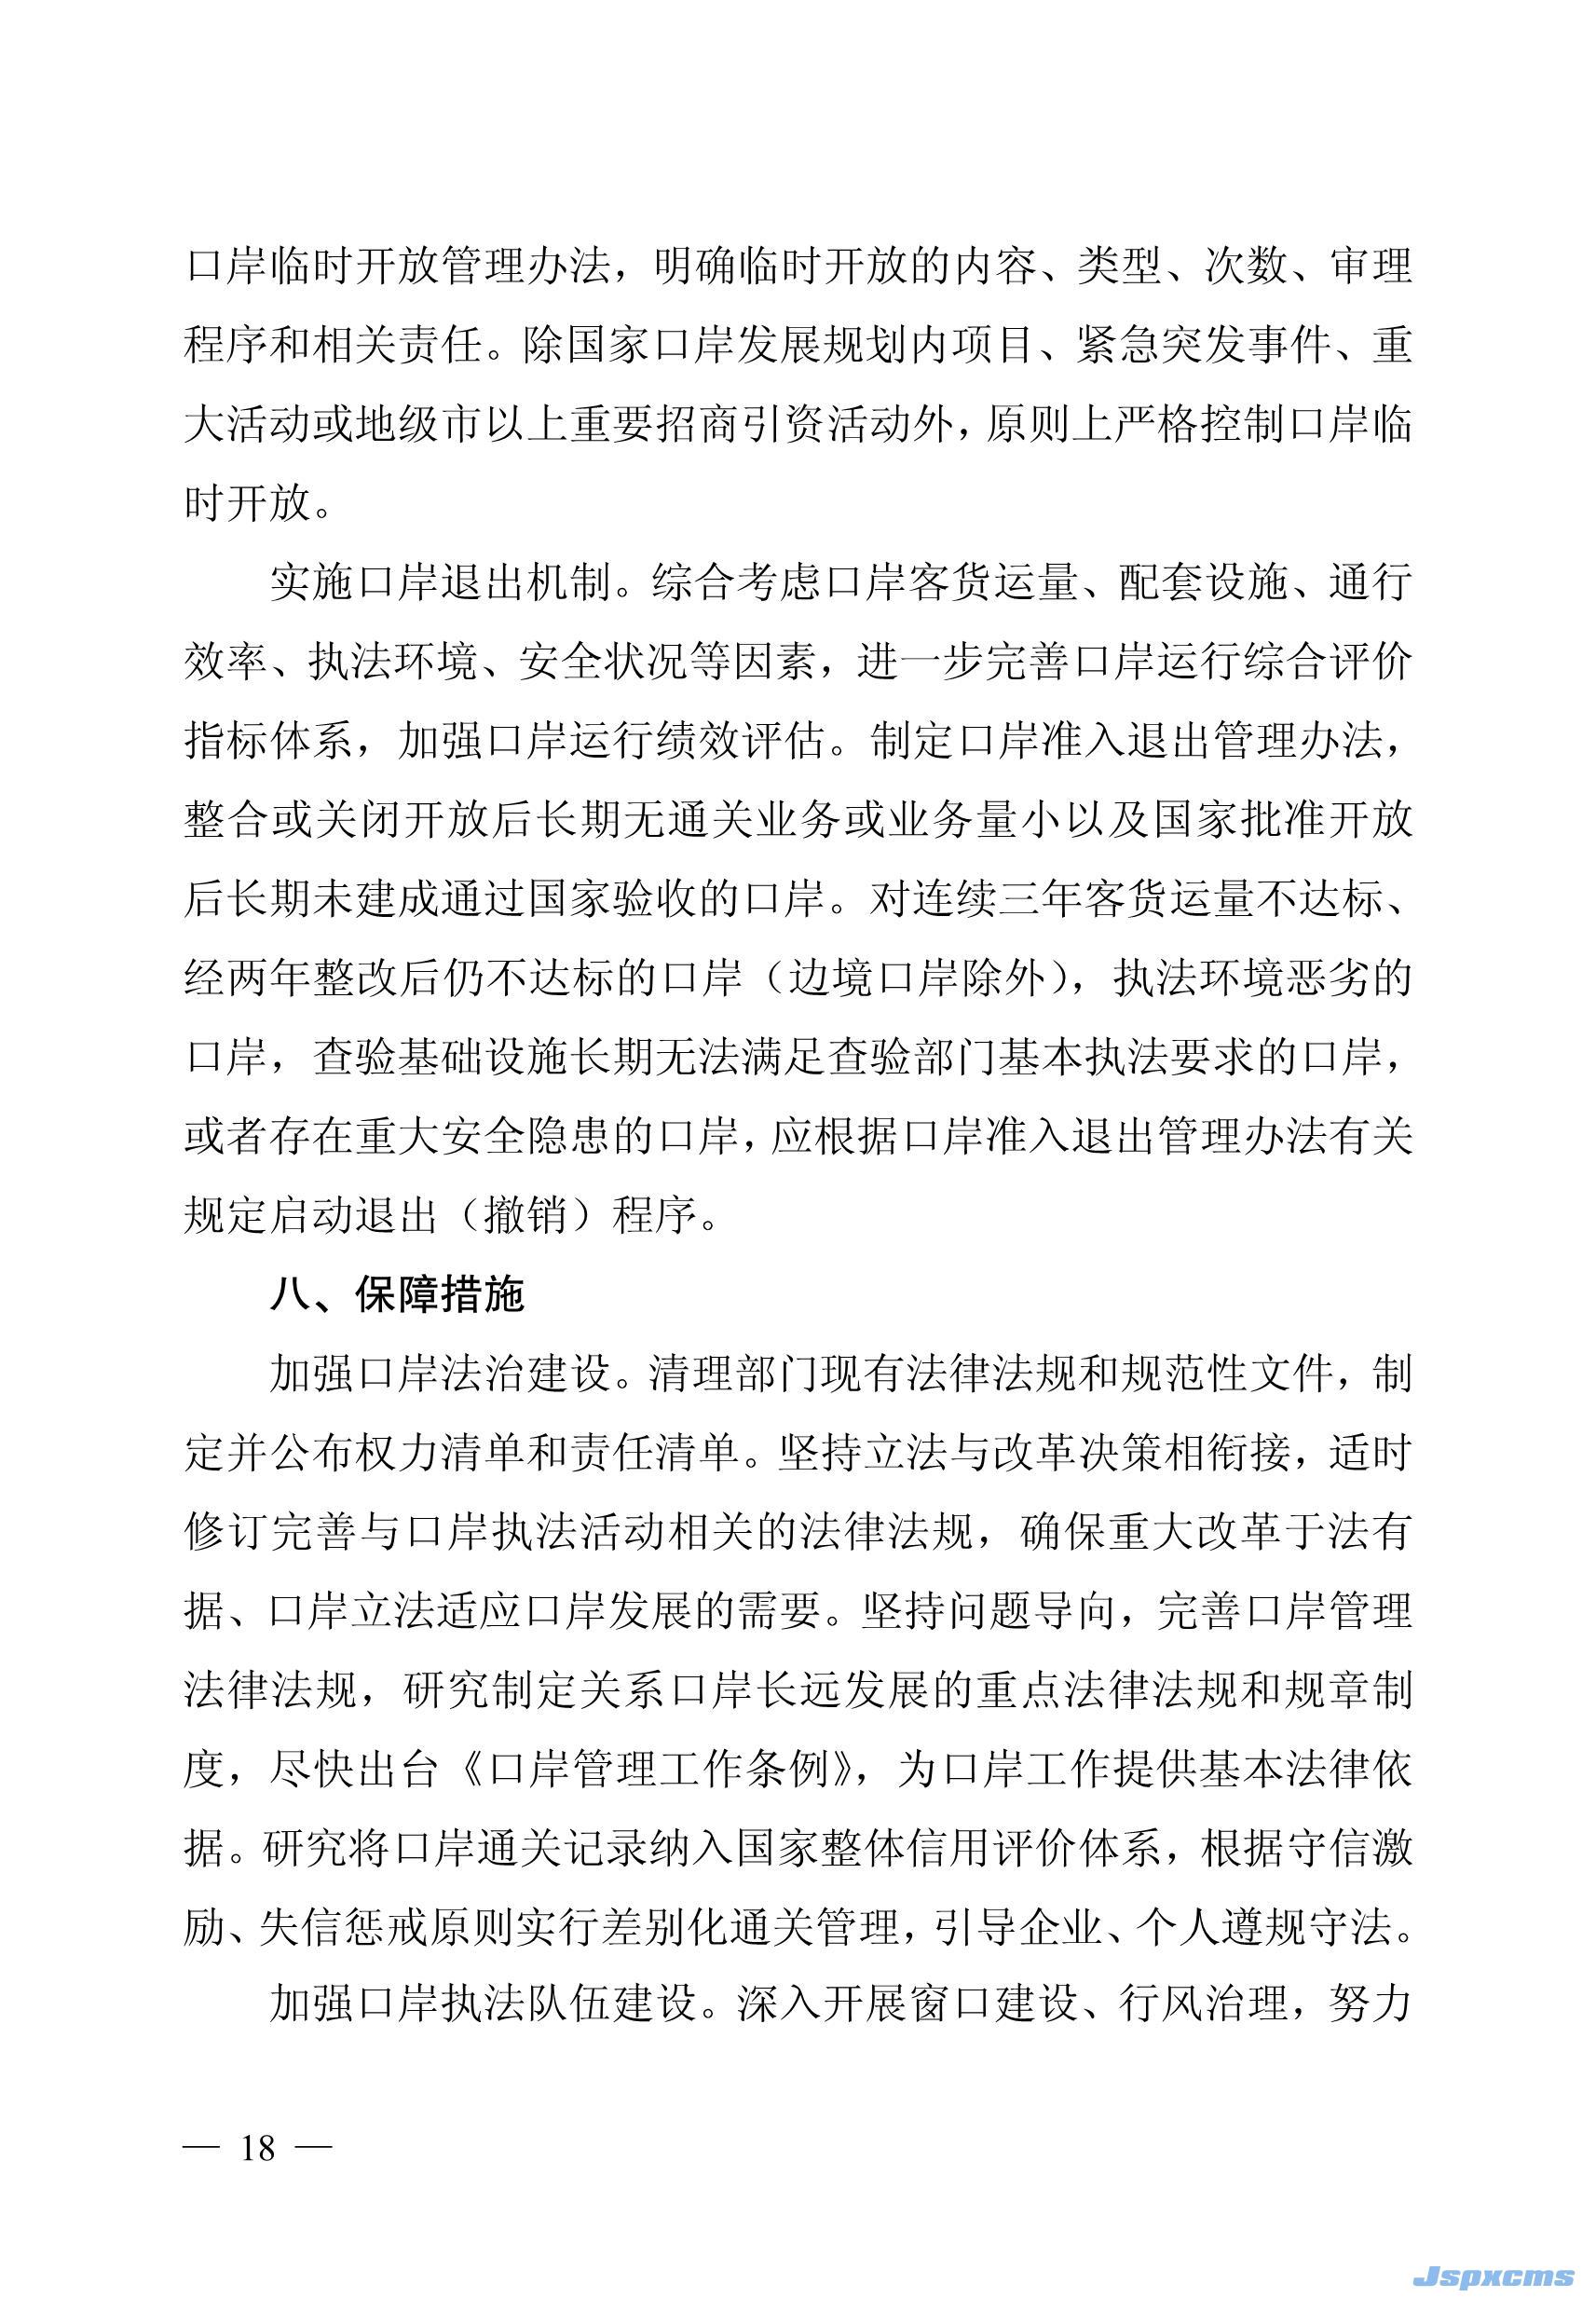 口岸临时开放管理办法，明确临时开放的内容、类型、次数、审理
程序和相关责任。除国家口岸发展规划内项目、紧急突发事件、重
大活动或地级市以上重要招商引资活动外，原则上严格控制口岸临
时开放。
实施口岸退出机制。综合考虑口岸客货运量、配套设施、通行
效率、执法环境、安全状况等因素，进一步完善口岸运行综合评价
指标体系，加强口岸运行绩效评估。制定口岸准入退出管理办法，
整合或关闭开放后长期无通关业务或业务量小以及国家批准开放
后长期未建成通过国家验收的口岸。对连续三年客货运量不达标、
经两年整改后仍不达标的口岸（边境口岸除外），执法环境恶劣的
口岸，查验基础设施长期无法满足查验部门基本执法要求的口岸，
或者存在重大安全隐患的口岸，应根据口岸准入退出管理办法有关
规定启动退出（撤销）程序。
八、保障措施
加强口岸法治建设。清理部门现有法律法规和规范性文件，制
定并公布权力清单和责任清单。坚持立法与改革决策相衔接，适时
修订完善与口岸执法活动相关的法律法规，确保重大改革于法有
据、口岸立法适应口岸发展的需要。坚持问题导向，完善口岸管理
法律法规，研究制定关系口岸长远发展的重点法律法规和规章制
度，尽快出台《口岸管理工作条例》，为口岸工作提供基本法律依
据。研究将口岸通关记录纳入国家整体信用评价体系，根据守信激
励、失信惩戒原则实行差别化通关管理，引导企业、个人遵规守法。
加强口岸执法队伍建设。深入开展窗口建设、行风治理，努力
— 18 —
Jspxcms